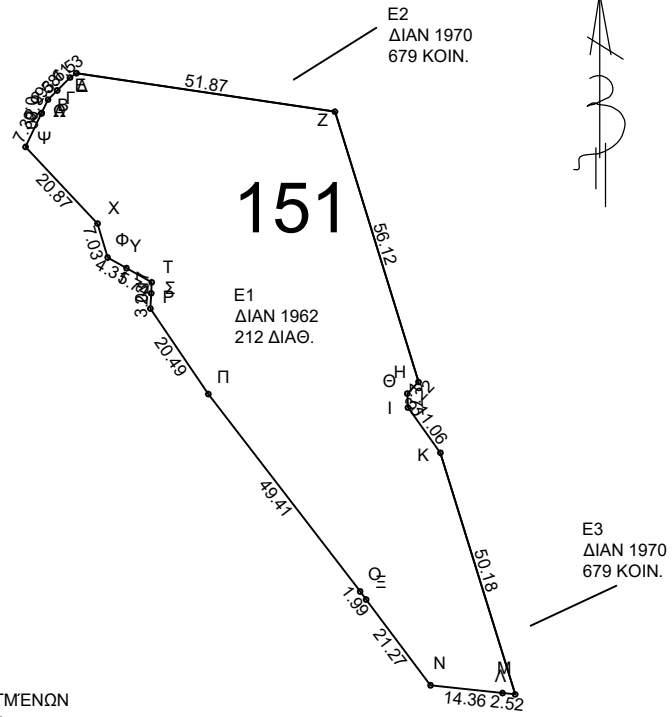 Ε2
ΔΙΑΝ 1970
679 ΚΟΙΝ.
51.87
Ζ
Ψ
20.87
151
Χ
7.03
Φ
Υ
Τ
Σ
Ρ
56.12
Ε1
ΔΙΑΝ 1962
212 ΔΙΑΘ.
20.49
Π
Η
Θ
Ι
Κ
49.41
50.18
Ε3
ΔΙΑΝ 1970
679 ΚΟΙΝ.
Ο
Ξ
1.99
21.27
Ν
Μ
Λ
14.36
2.52